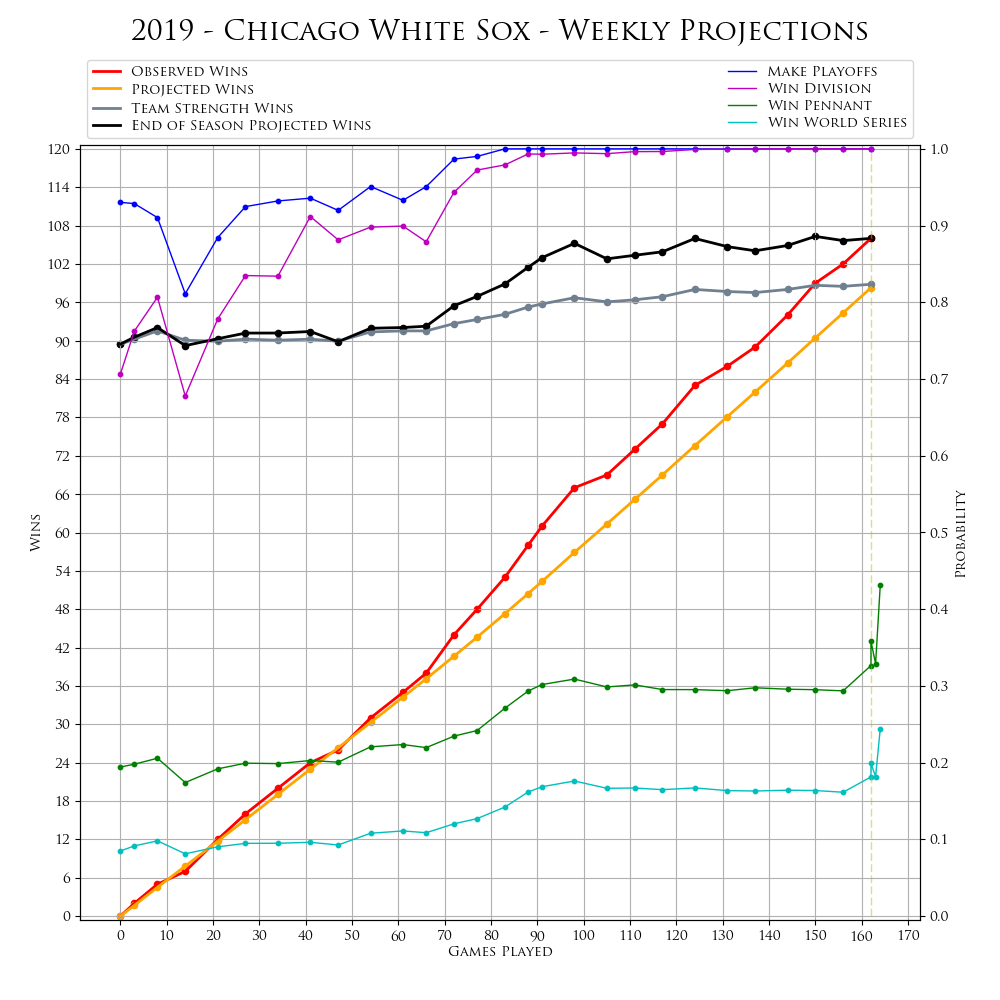 2019 - Chicago White Sox - Weekly Projections
Observed Wins
Projected Wins
Team Strength Wins
End of Season Projected Wins
Make Playoffs
Win Division
Win Pennant
Win World Series
120
114
108
102
96
90
84
78
72
66
60
54
48
42
36
30
24
18
12
6
0
Wins
1.0
0.9
0.8
0.7
0.6
0.5
0.4
0.3
0.2
0.1
0.0
Probability
0 10 20 30 40 50 60 70 80 90 100 110 120 130 140 150 160 170
Games Played